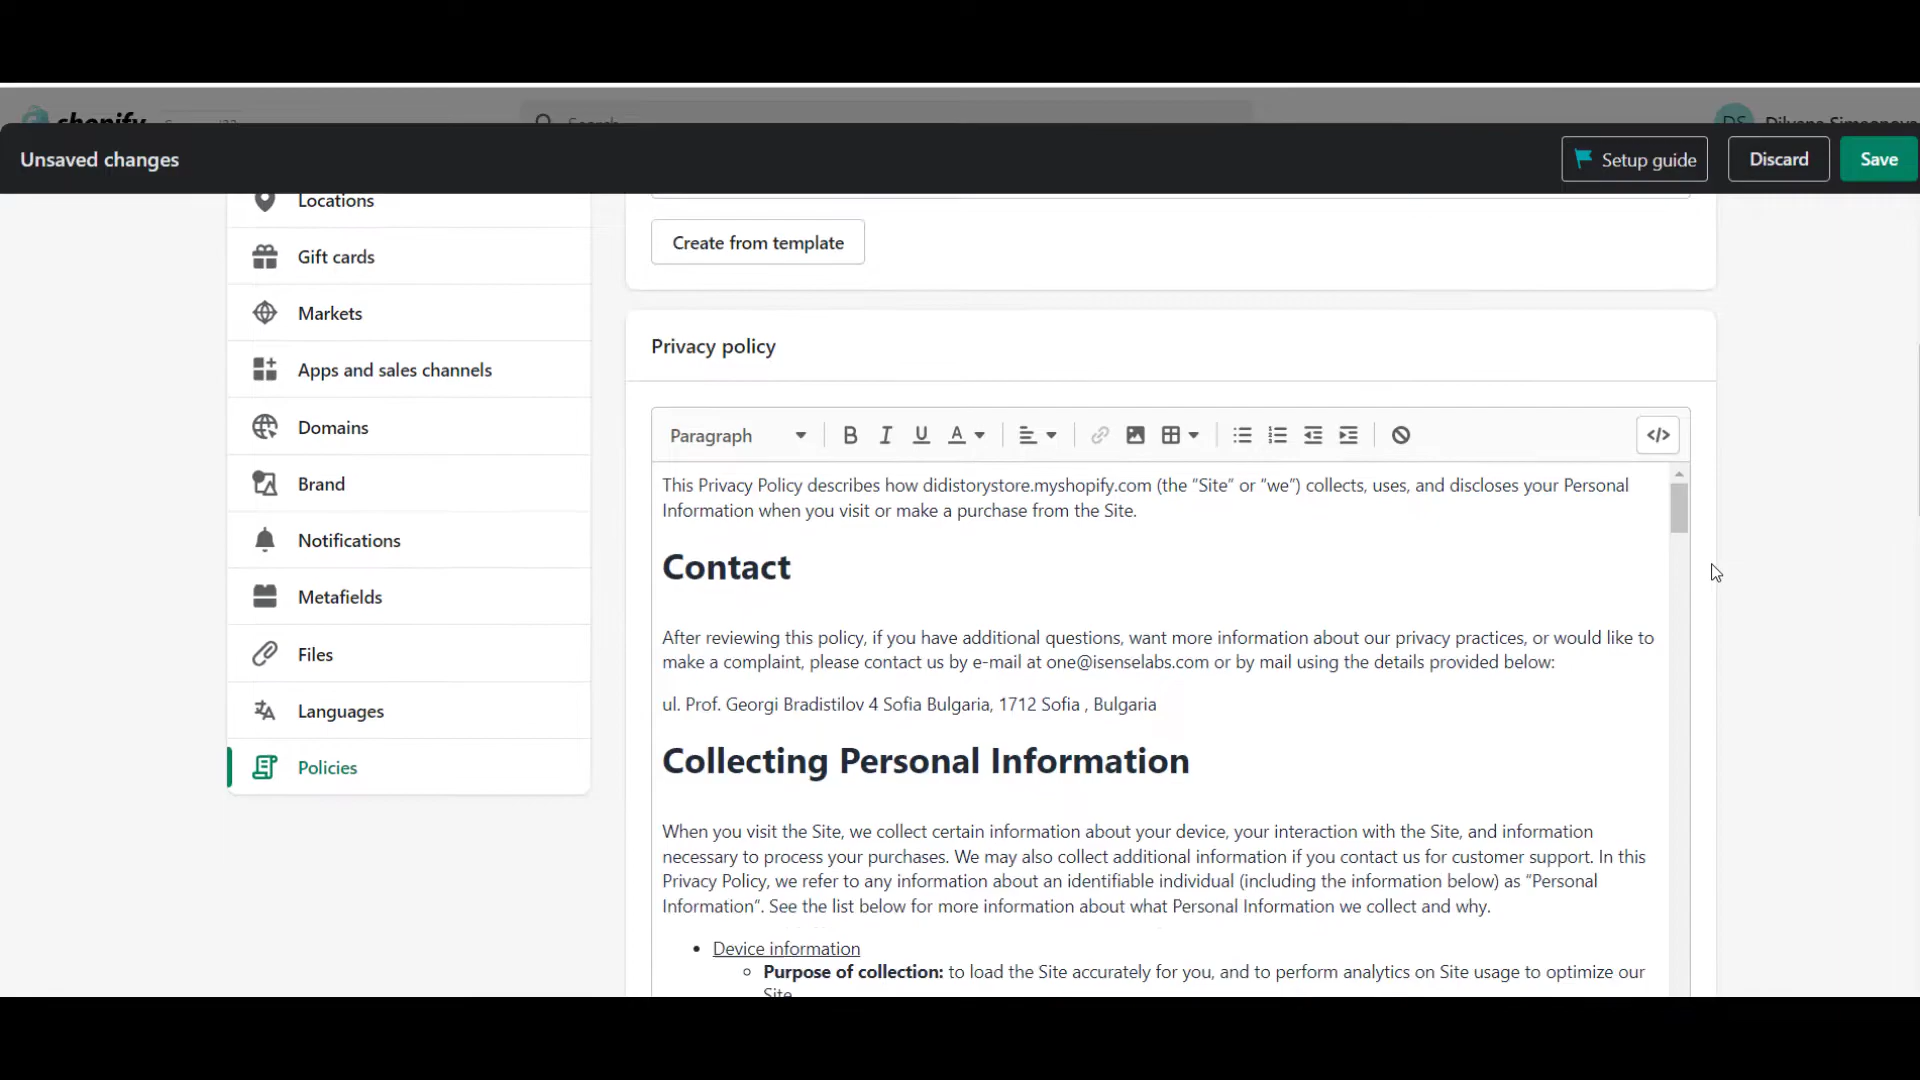 shopify
Search
Unsaved changes
Setup guide
Discard
Save
Locations
Gift cards
Markets
Apps and sales channels
Domains
Brand
Notifications
Metafields
Files
Languages
Policies
Create from template
Privacy policy
Paragraph
This Privacy Policy describes how didistorystore.myshopify.com (the “Site” or “we”) collects, uses, and discloses your Personal
Information when you visit or make a purchase from the Site.
Contact
After reviewing this policy, if you have additional questions, want more information about our privacy practices, or would like to
make a complaint, please contact us by e-mail at one@isenselabs.com or by mail using the details provided below:
ul. Prof. Georgi Bradistilov 4 Sofia Bulgaria, 1712 Sofia , Bulgaria
Collecting Personal Information
When you visit the Site, we collect certain information about your device, your interaction with the Site, and information
necessary to process your purchases. We may also collect additional information if you contact us for customer support. In this
Privacy Policy, we refer to any information about an identifiable individual (including the information below) as “Personal
Information”. See the list below for more information about what Personal Information we collect and why.
Device information
Purpose of collection: to load the Site accurately for you, and to perform analytics on Site usage to optimize our
Site.